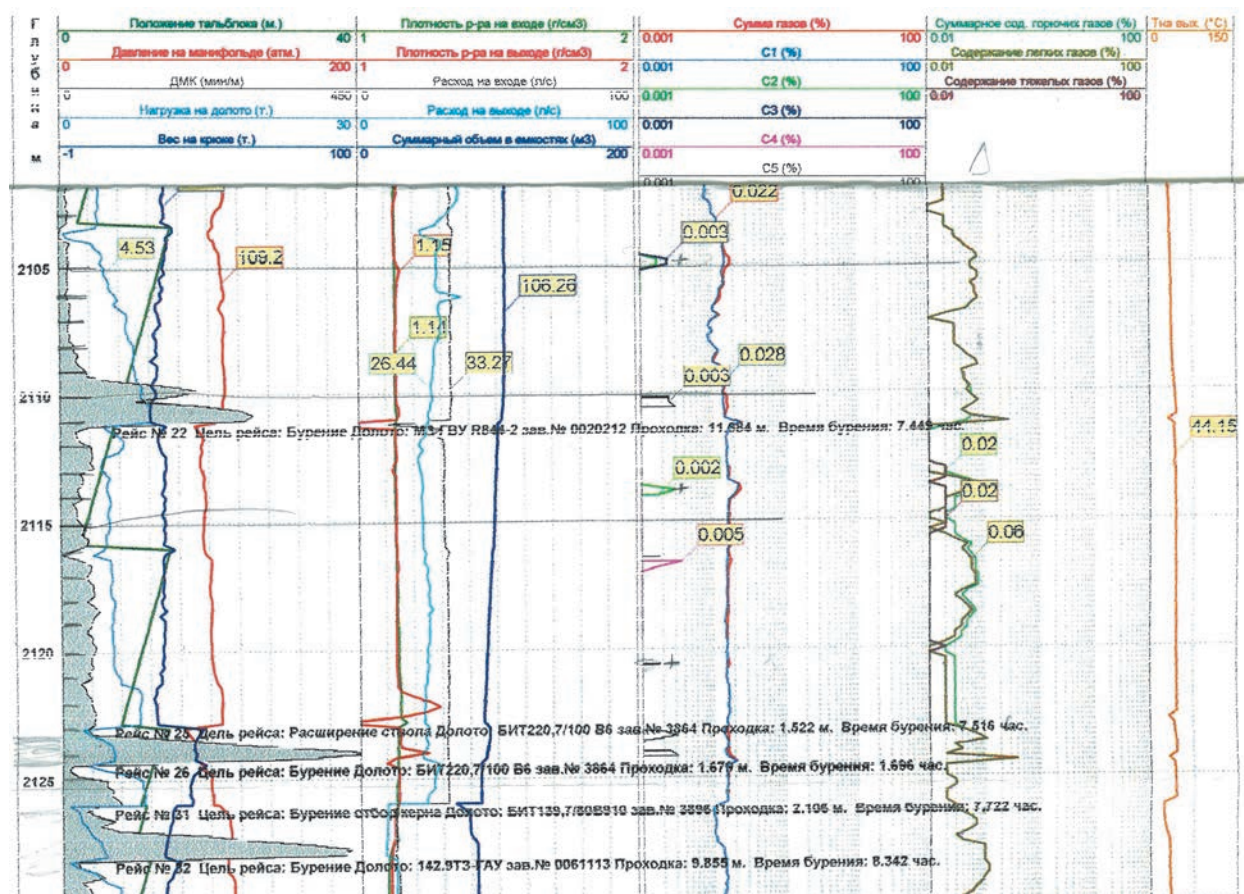 Глубина м.
Положение тальблока (м.)
0 40
Давление на манифольде (атм.)
0 200
ДМК (мин/м)
0 450
Нагрузка на долото (т.)
0 30
Вес на крюке (т.)
-1 100
Плотность р-ра на входе (г/см3)
1 2
Плотность р-ра на выходе (г/см3)
1 2
Расход на входе (л/с)
0 100
Расход на выходе (л/с)
0 100
Суммарный объем в емкостях (м3)
0 200
Сумма газов (%)
0.001 100
C1 (%)
0.001 100
C2 (%)
0.001 100
C3 (%)
0.001 100
C4 (%)
0.001 100
C5 (%)
0.001 100
Суммарное сод. горючих газов (%)
0.01 100
Содержание легких газов (%)
0.01 100
Содержание тяжелых газов (%)
0.01 100
Тна вых. (°С)
0 150
0.022
4.53
109.2
1.15
0.003
2105
106.26
1.14
26.44
33.27
0.028
0.003
2110
Рейс № 22 Цель рейса: Бурение Долото: зав.№ 0020212 Проходка: 11.684 м. Время бурения: 7.449 час.
44.15
0.02
0.002
0.02
2115
0.005
0.06
2120
Рейс № 25 Цель рейса: Расширение ствола Долото: БИТ220,7/100 В6 зав.№ 3864 Проходка: 1.522 м. Время бурения: 7.516 час.
Рейс № 26 Цель рейса: Бурение Долото: БИТ220,7/100 В6 зав.№ 3864 Проходка: 1.679 м. Время бурения: 1.696 час.
2125
Рейс № 31 Цель рейса: Бурение отбор керна Долото: зав.№ Проходка: 2.106 м. Время бурения: 7,722 час.
Рейс № 32 Цель рейса: Бурение Долото: 142.9ТЗ-ГАУ зав.№ 0061113 Проходка: 9.855 м. Время бурения: 8.342 час.